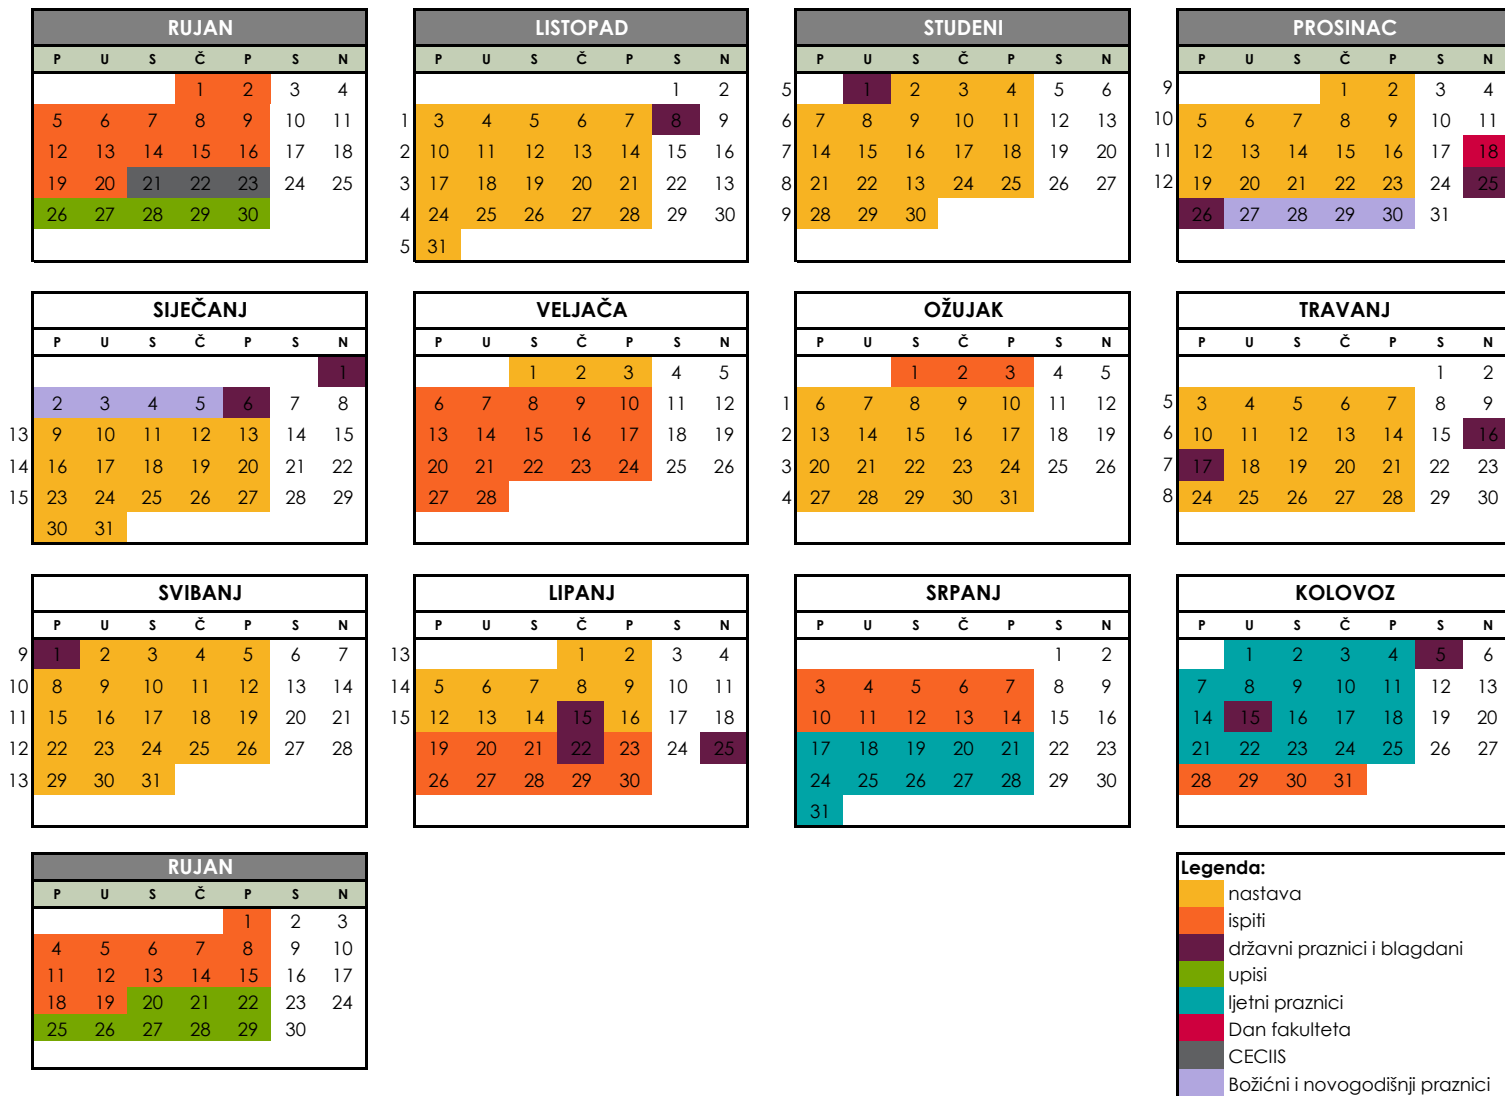 RUJAN
P U S Č P S N
1 2 3 4
5 6 7 8 9 10 11
12 13 14 15 16 17 18
19 20 21 22 23 24 25
26 27 28 29 30
LISTOPAD
P U S Č P S N
1 2
1 3 4 5 6 7 8 9
2 10 11 12 13 14 15 16
3 17 18 19 20 21 22 13
4 24 25 26 27 28 29 30
5 31
STUDENI
P U S Č P S N
5 1 2 3 4 5 6
6 7 8 9 10 11 12 13
7 14 15 16 17 18 19 20
8 21 22 13 24 25 26 27
9 28 29 30
PROSINAC
P U S Č P S N
9 1 2 3 4
10 5 6 7 8 9 10 11
11 12 13 14 15 16 17 18
12 19 20 21 22 23 24 25
26 27 28 29 30 31
SIJEČANJ
P U S Č P S N
1
2 3 4 5 6 7 8
13 9 10 11 12 13 14 15
14 16 17 18 19 20 21 22
15 23 24 25 26 27 28 29
30 31
VELJAČA
P U S Č P S N
1 2 3 4 5
6 7 8 9 10 11 12
13 14 15 16 17 18 19
20 21 22 23 24 25 26
27 28
OŽUJAK
P U S Č P S N
1 2 3 4 5
1 6 7 8 9 10 11 12
2 13 14 15 16 17 18 19
3 20 21 22 23 24 25 26
4 27 28 29 30 31
TRAVANJ
P U S Č P S N
1 2
5 3 4 5 6 7 8 9
6 10 11 12 13 14 15 16
7 17 18 19 20 21 22 23
8 24 25 26 27 28 29 30
SVIBANJ
P U S Č P S N
9 1 2 3 4 5 6 7
10 8 9 10 11 12 13 14
11 15 16 17 18 19 20 21
12 22 23 24 25 26 27 28
13 29 30 31
LIPANJ
P U S Č P S N
13 1 2 3 4
14 5 6 7 8 9 10 11
15 12 13 14 15 16 17 18
19 20 21 22 23 24 25
26 27 28 29 30
SRPANJ
P U S Č P S N
1 2
3 4 5 6 7 8 9
10 11 12 13 14 15 16
17 18 19 20 21 22 23
24 25 26 27 28 29 30
31
KOLOVOZ
P U S Č P S N
1 2 3 4 5 6
7 8 9 10 11 12 13
14 15 16 17 18 19 20
21 22 23 24 25 26 27
28 29 30 31
RUJAN
P U S Č P S N
1 2 3
4 5 6 7 8 9 10
11 12 13 14 15 16 17
18 19 20 21 22 23 24
25 26 27 28 29 30
Legenda:
nastava
ispiti
državni praznici i blagdani
upisi
ljetni praznici
Dan fakulteta
CECIIS
Božićni i novogodišnji praznici